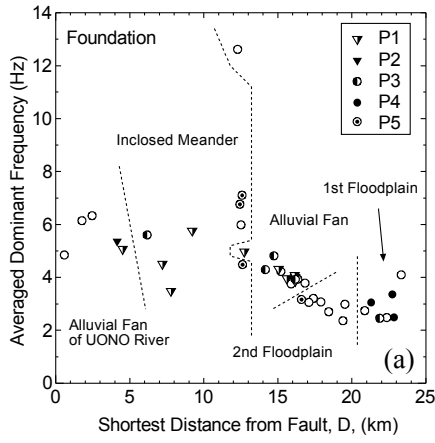 Foundation
P1
P2
P3
P4
P5
Inclosed Meander
1st Floodplain
Alluvial Fan
Alluvial Fan
of UONO River
2nd Floodplain
(a)
14
12
10
8
6
4
2
0
0 5 10 15 20 25
Averaged Dominant Frequency (Hz)
Shortest Distance from Fault, D, (km)